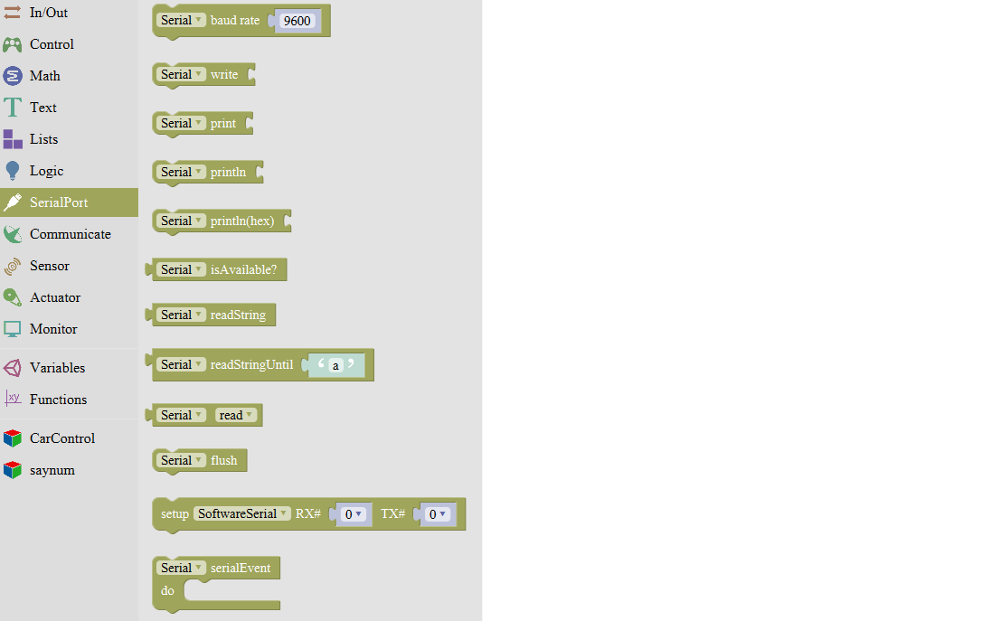 In/Out
Control
Math
Text
Lists
Logic
SerialPort
Communicate
Sensor
Actuator
Monitor
Variables
xy
Functions
CarControl
saynum
Serial baud rate 9600
Serial write
Serial print
Serial println
Serial println(hex)
Serial isAvailable?
Serial readString
Serial readStringUntil “ a ”
Serial read
Serial flush
setup SoftwareSerial RX# 0 TX# 0
Serial serialEvent
do